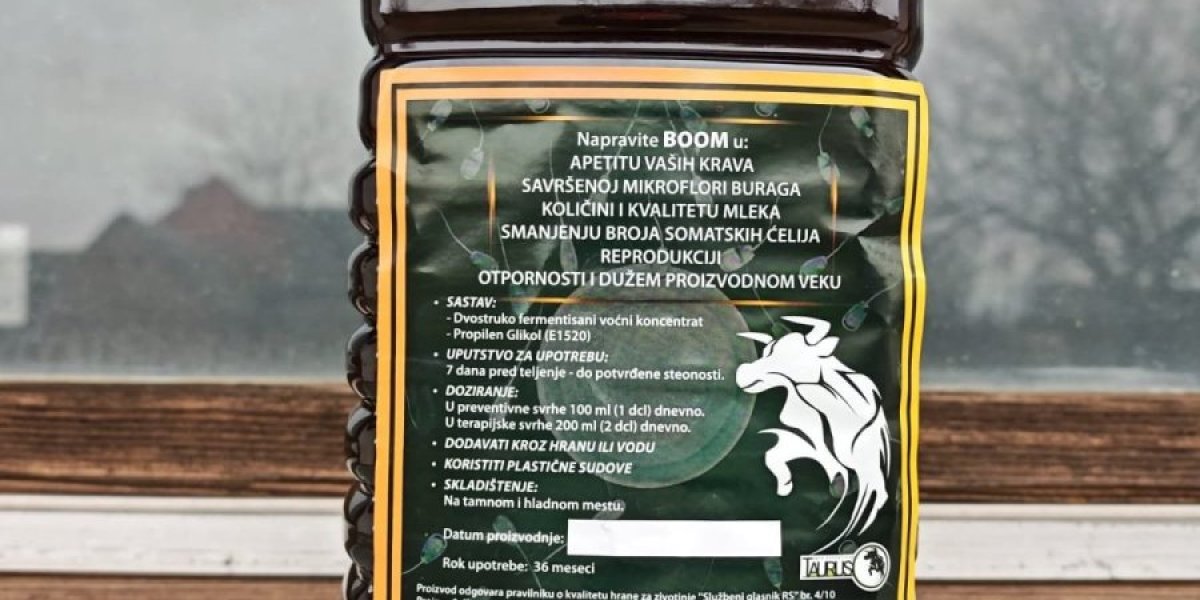 Napravite BOOM u:
APETITU VAŠIH KRAVA
SAVRŠENOJ MIKROFLORI BURAGA
KOLIČINI I KVALITETU MLEKA
SMANJENJU BROJA SOMATSKIH ĆELIJA
REPRODUKCIJI
OTPORNOSTI I DUŽEM PROIZVODNOM VEKU
• SASTAV:
- Dvostruko fermentisani voćni koncentrat
- Propilen Glikol (E1520)
• UPUTSTVO ZA UPOTREBU:
7 dana pred teljenje - do potvrđene steonosti.
• DOZIRANJE:
U preventivne svrhe 100 ml (1 dcl) dnevno.
U terapijske svrhe 200 ml (2 dcl) dnevno.
• DODAVATI KROZ HRANU ILI VODU
• KORISTITI PLASTIČNE SUDOVE
• SKLADIŠTENJE:
Na tamnom i hladnom mestu.
Datum proizvodnje:
Rok upotrebe: 36 meseci
TAURUS
Proizvod odgovara pravilniku o kvalitetu hrane za životinje "Službeni glasnik RS" br. 4/10